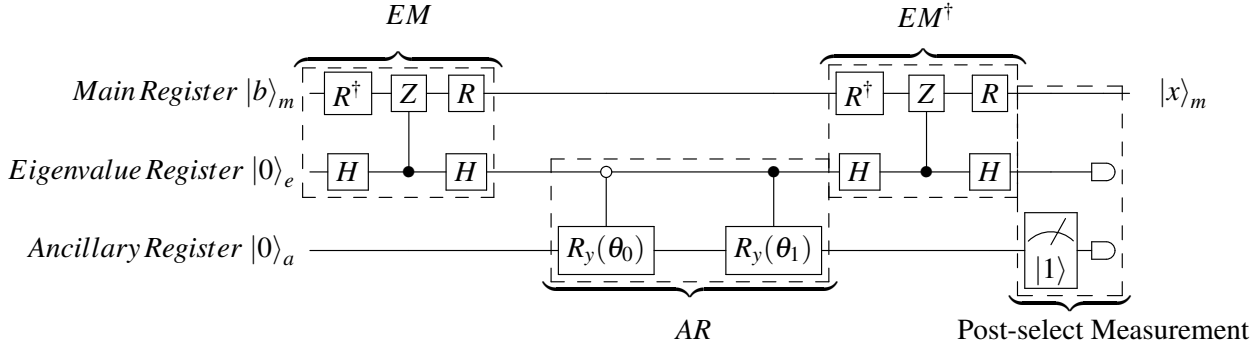 EM
EM†
Main Register |b⟩m R† Z R R† Z R |x⟩m
Eigenvalue Register |0⟩e H H H H
Ancillary Register |0⟩a Ry(θ0) Ry(θ1) |1⟩
AR
Post-select Measurement